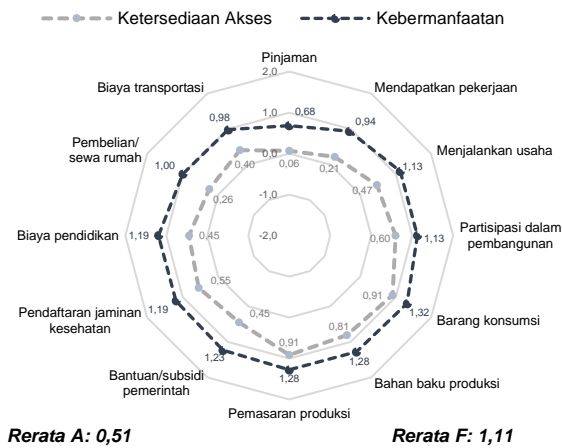 Ketersediaan Akses
Kebermanfaatan
Pinjaman
Mendapatkan pekerjaan
Menjalankan usaha
Partisipasi dalam
pembangunan
Barang konsumsi
Bahan baku produksi
Pemasaran produksi
Bantuan/subsidi
pemerintah
Pendaftaran jaminan
kesehatan
Biaya pendidikan
Pembelian/
sewa rumah
Biaya transportasi
2,0
1,0
0,0
-1,0
-2,0
0,68
0,94
1,13
1,13
1,32
1,28
1,28
1,23
1,19
1,19
1,00
0,98
0,06
0,21
0,47
0,60
0,91
0,81
0,91
0,45
0,55
0,45
0,26
0,40
Rerata A: 0,51
Rerata F: 1,11